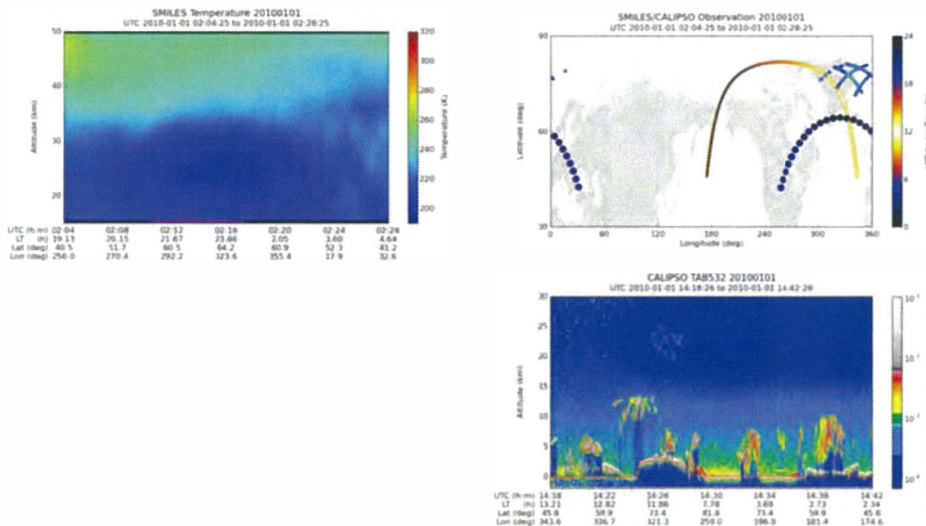 SMILES Temperature 20100101
UTC 2010-01-01 02:04:25 to 2010-01-01 02:28:25
50
40
30
20
Altitude (km)
320
300
280
260
240
220
200
Temperature (K)
UTC (h:m) 02:04 02:08 02:12 02:16 02:20 02:24 02:28
LT (h) 19.13 20.15 21.67 23.86 2.05 3.60 4.64
Lat (deg) 40.5 51.7 60.5 64.2 60.9 52.3 41.2
Lon (deg) 256.0 270.4 292.2 323.6 355.4 17.9 32.6
SMILES/CALIPSO Observation 20100101
UTC 2010-01-01 02:04:25 to 2010-01-01 02:28:25
90
60
30
Latitude (deg)
0 60 120 180 240 300 360
Longitude (deg)
24
18
12
6
0
CALIPSO TAB532 20100101
UTC 2010-01-01 14:18:26 to 2010-01-01 14:42:26
30
25
20
15
10
5
0
Altitude (km)
UTC (h:m) 14:18 14:22 14:26 14:30 14:34 14:38 14:42
LT (h) 13.21 12.82 11.86 7.78 3.69 2.73 2.34
Lat (deg) 45.8 59.9 73.4 81.8 73.4 59.9 45.8
Lon (deg) 343.6 336.7 321.3 259.0 196.8 181.4 174.6